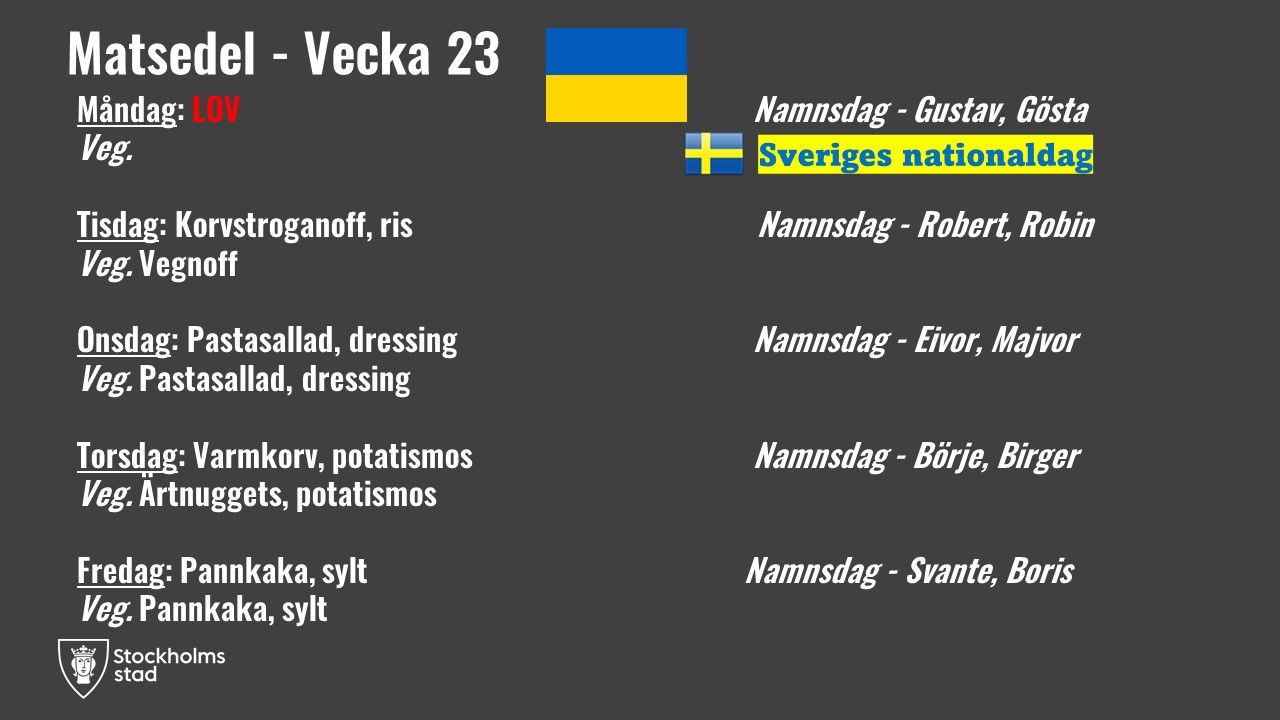 Matsedel - Vecka 23
Måndag: LOV
Namnsdag - Gustav, Gösta
Veg.
Sveriges nationaldag
Tisdag: Korvstroganoff, ris
Namnsdag - Robert, Robin
Veg. Vegnoff
Onsdag: Pastasallad, dressing
Namnsdag - Eivor, Majvor
Veg. Pastasallad, dressing
Torsdag: Varmkorv, potatismos
Namnsdag - Börje, Birger
Veg. Ärtnuggets, potatismos
Fredag: Pannkaka, sylt
Namnsdag - Svante, Boris
Veg. Pannkaka, sylt
Stockholms
stad